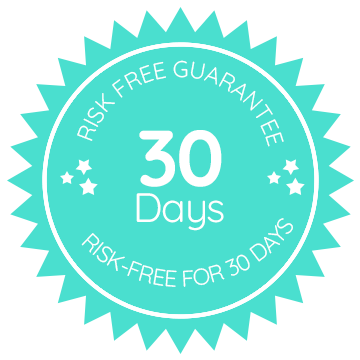 RISK FREE GUARANTEE
30
Days
RISK-FREE FOR 30 DAYS